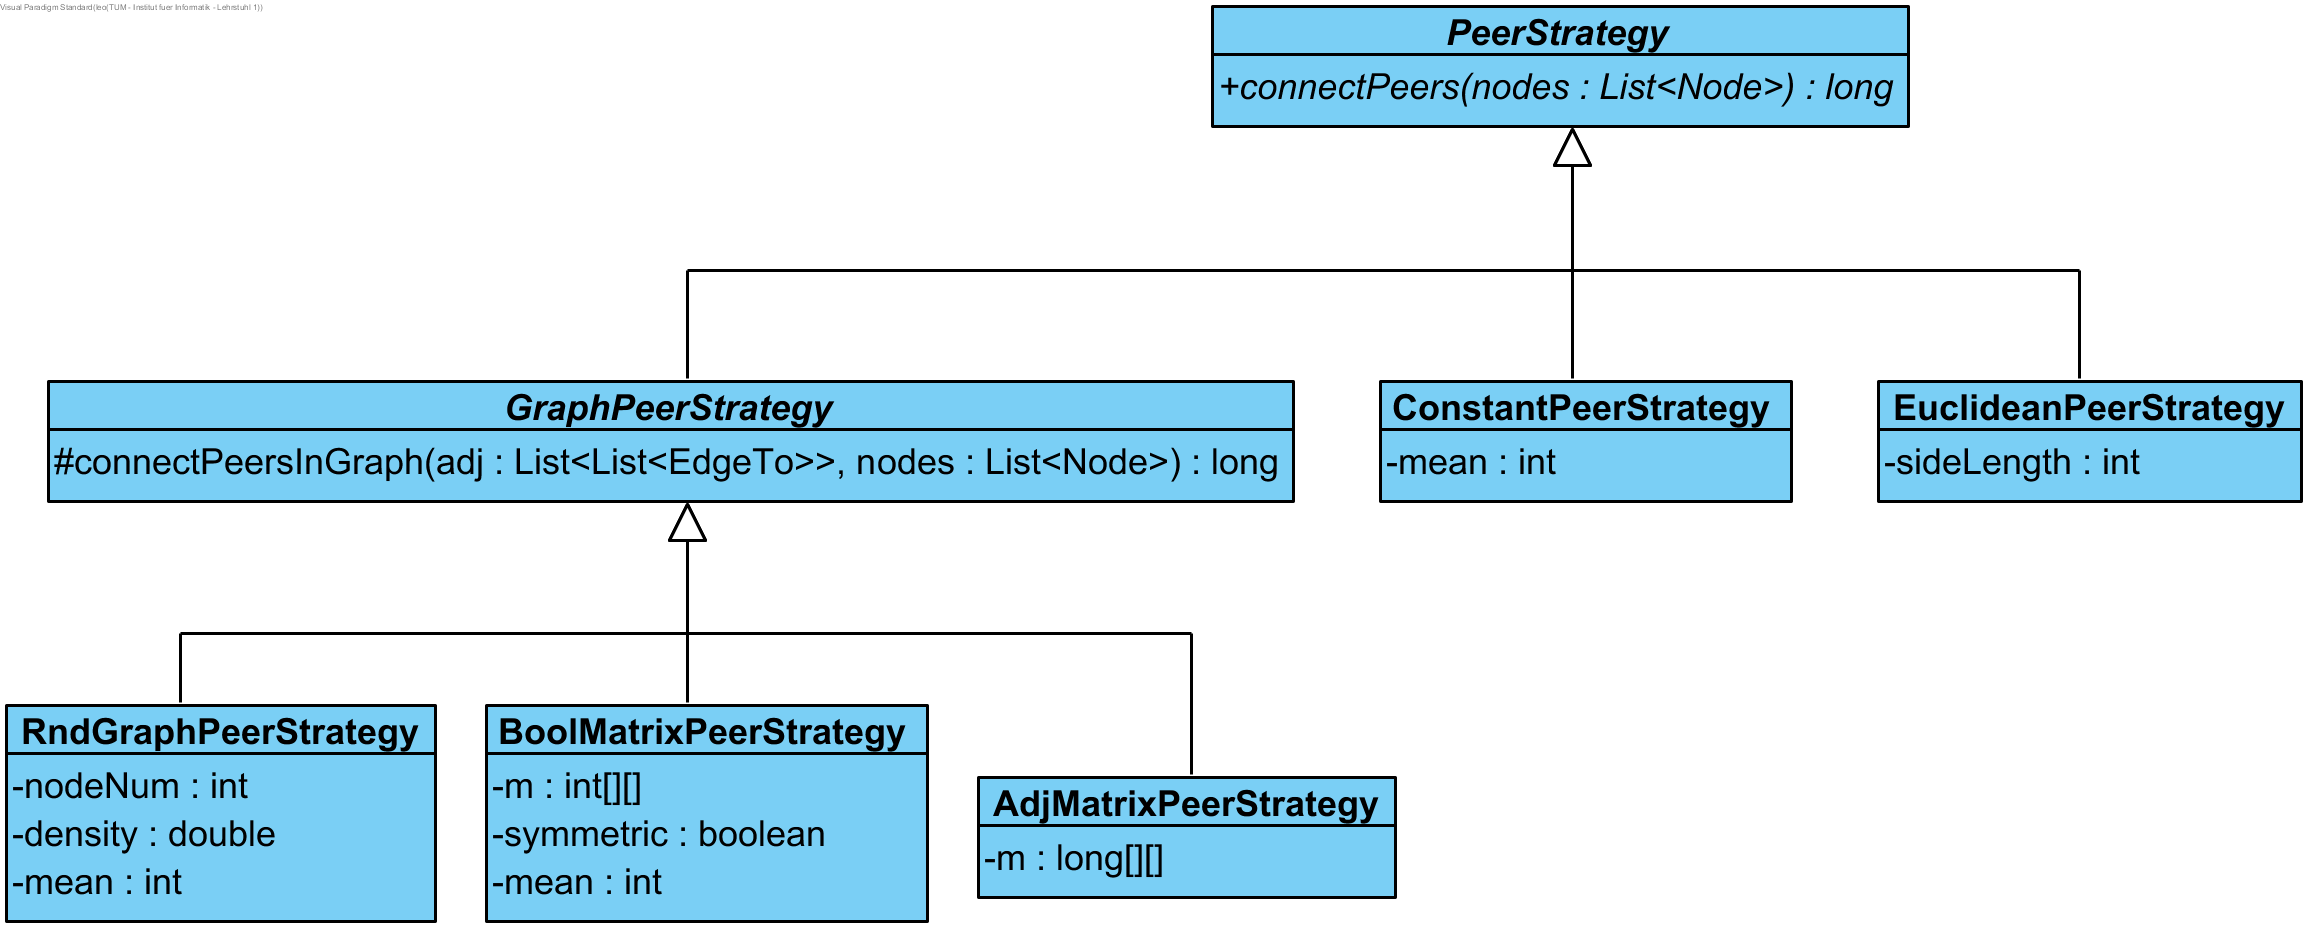 Visual Paradigm Standard(leo(TUM - Institut fuer Informatik - Lehrstuhl 1))
PeerStrategy
+connectPeers(nodes : List<Node>) : long
GraphPeerStrategy
#connectPeersInGraph(adj : List<List<EdgeTo>>, nodes : List<Node>) : long
ConstantPeerStrategy
-mean : int
EuclideanPeerStrategy
-sideLength : int
RndGraphPeerStrategy
-nodeNum : int
-density : double
-mean : int
BoolMatrixPeerStrategy
-m : int[][]
-symmetric : boolean
-mean : int
AdjMatrixPeerStrategy
-m : long[][]